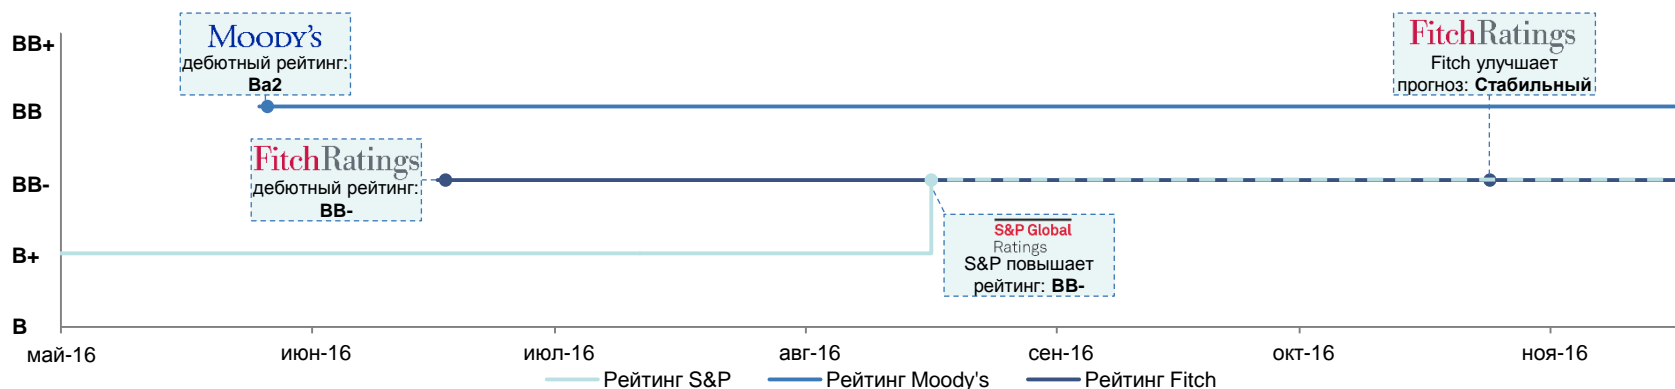 MOODY'S
дебютный рейтинг:
Ba2
FitchRatings
Fitch улучшает
прогноз: Стабильный
BB+
BB
BB-
B+
B
FitchRatings
дебютный рейтинг:
BB-
S&P Global
Ratings
S&P повышает
рейтинг: BB-
май-16
июн-16
июл-16
авг-16
сен-16
окт-16
ноя-16
Рейтинг S&P
Рейтинг Moody's
Рейтинг Fitch